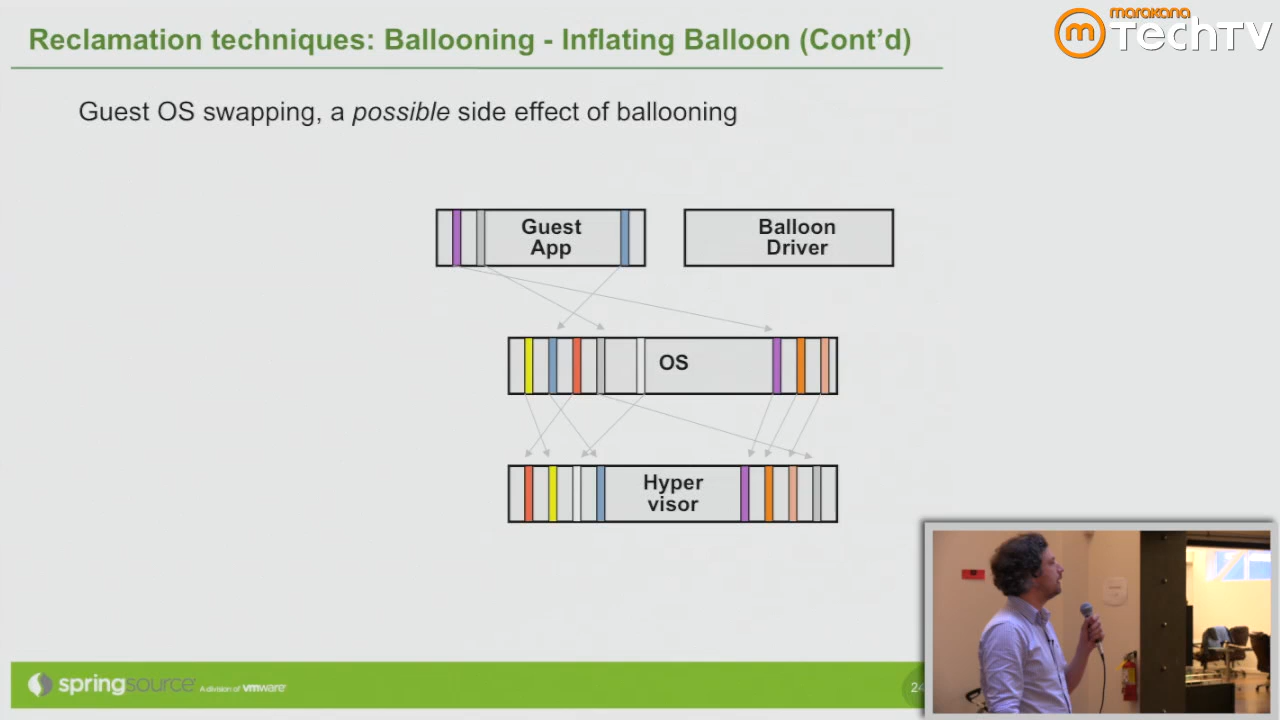 Reclamation techniques: Ballooning - Inflating Balloon (Cont'd)
marakana
TechTV
Guest OS swapping, a possible side effect of ballooning
Guest
App
Balloon
Driver
OS
Hyper
visor
springsource A division of vmware
24